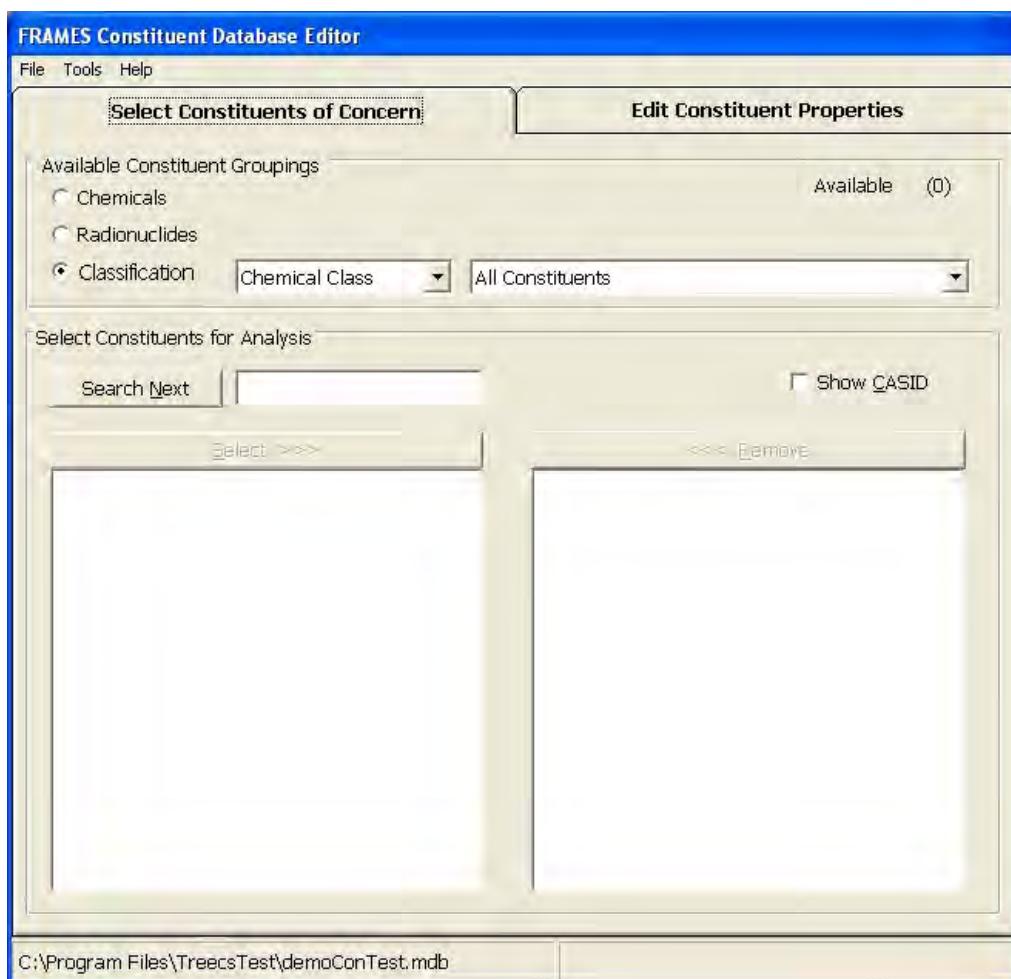 FRAMES Constituent Database Editor
File Tools Help
Select Constituents of Concern Edit Constituent Properties
Available Constituent Groupings
Available (0)
Chemicals
Radionuclides
Classification Chemical Class All Constituents
Select Constituents for Analysis
Search Next Show CASID
Select >>> <<< Remove
C:\Program Files\TreecsTest\demoConTest.mdb